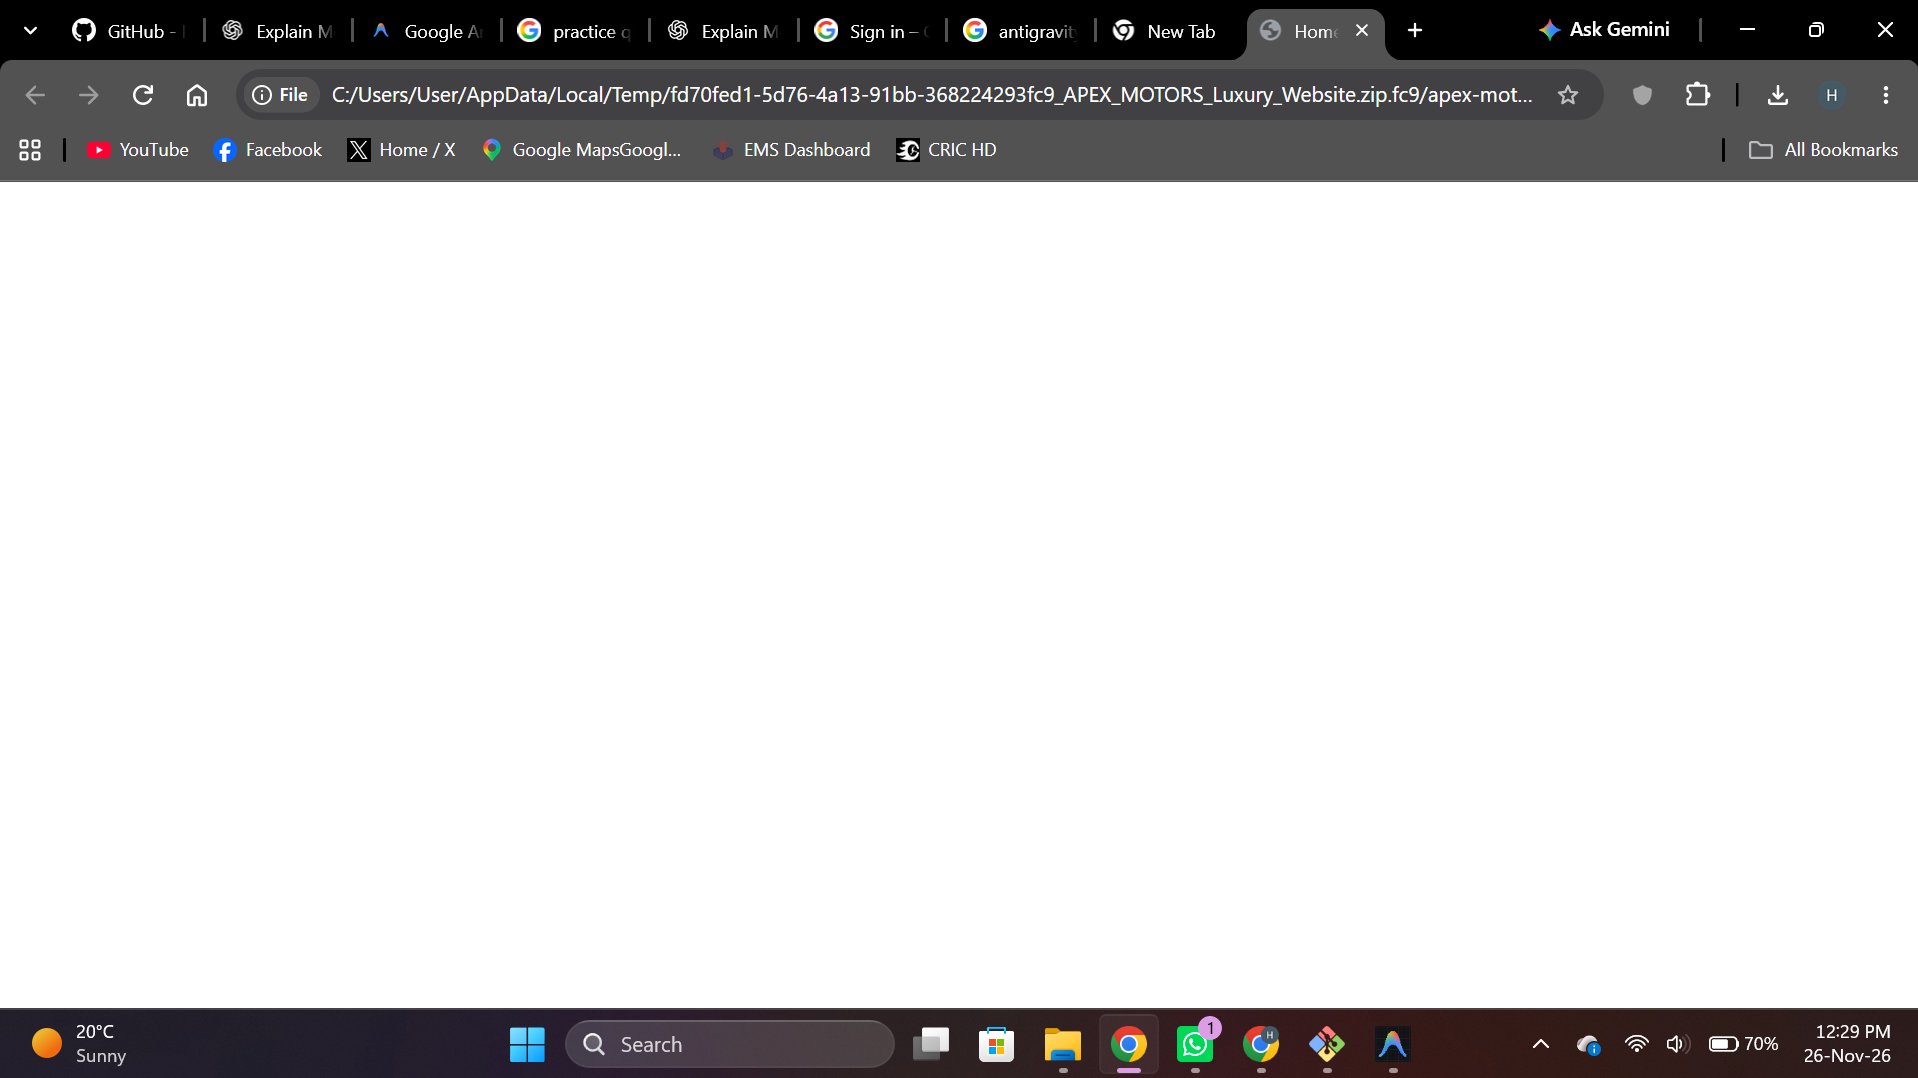 GitHub -
Explain M
Google A
practice q
Explain M
Sign in –
antigravit
New Tab
Home
Ask Gemini
File
C:/Users/User/AppData/Local/Temp/fd70fed1-5d76-4a13-91bb-368224293fc9_APEX_MOTORS_Luxury_Website.zip.fc9/apex-mot...
H
YouTube
Facebook
Home / X
Google MapsGoogl...
EMS Dashboard
CRIC HD
All Bookmarks
20°C
Sunny
Search
1
H
70%
12:29 PM
26-Nov-26